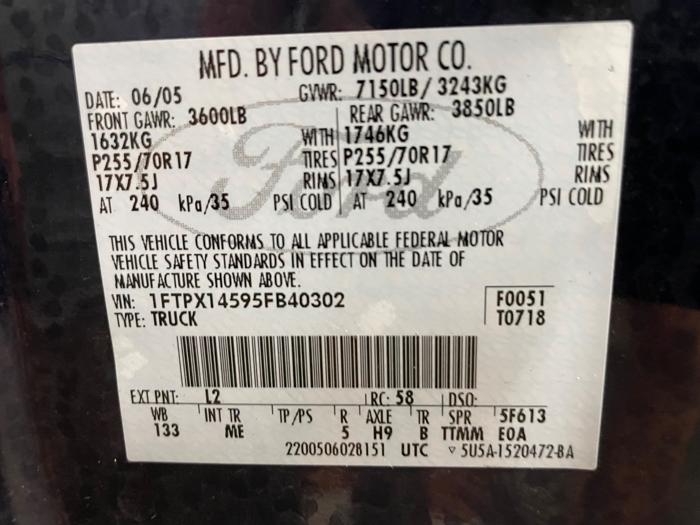 MFD. BY FORD MOTOR CO.
DATE: 06/05 GVWR: 7150LB/ 3243KG
FRONT GAWR: 3600LB REAR GAWR: 3850LB
1632KG WITH 1746KG WITH
P255/70R17 TIRES P255/70R17 TIRES
17X7.5J RIMS 17X7.5J RIMS
AT 240 kPa/35 PSI COLD AT 240 kPa/35 PSI COLD
Ford
THIS VEHICLE CONFORMS TO ALL APPLICABLE FEDERAL MOTOR
VEHICLE SAFETY STANDARDS IN EFFECT ON THE DATE OF
MANUFACTURE SHOWN ABOVE.
VIN: 1FTPX14595FB40302 F0051
TYPE: TRUCK T0718
EXT PNT: L2 RC: 58 DSO:
WB INT TR TP/PS R AXLE TR SPR 5F613
133 ME 5 H9 B TTMM E0A
2200506028151 UTC ▽ 5U5A-1520472-BA